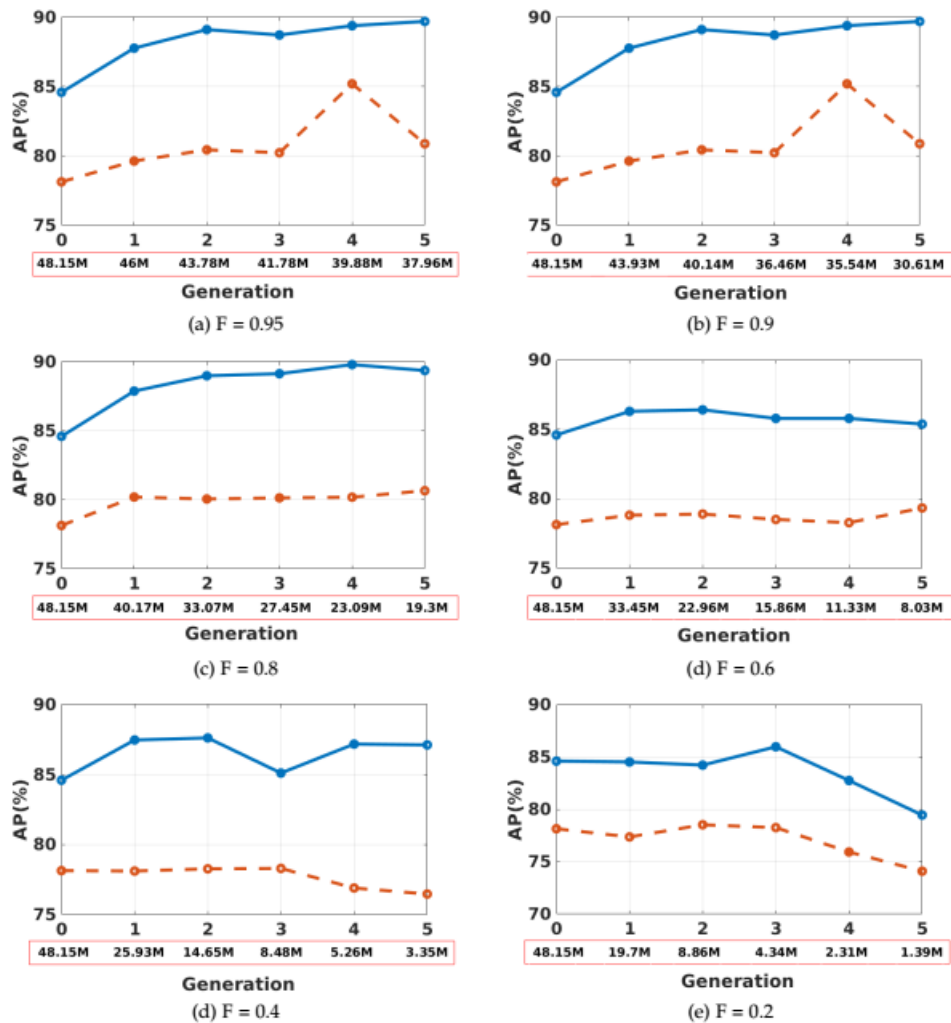 90
85
80
75
AP(%)
0 1 2 3 4 5
48.15M 46M 43.78M 41.78M 39.88M 37.96M
Generation
(a) F = 0.95
90
85
80
75
AP(%)
0 1 2 3 4 5
48.15M 43.93M 40.14M 36.46M 35.54M 30.61M
Generation
(b) F = 0.9
90
85
80
75
AP(%)
0 1 2 3 4 5
48.15M 40.17M 33.07M 27.45M 23.09M 19.3M
Generation
(c) F = 0.8
90
85
80
75
AP(%)
0 1 2 3 4 5
48.15M 33.45M 22.96M 15.86M 11.33M 8.03M
Generation
(d) F = 0.6
90
85
80
75
AP(%)
0 1 2 3 4 5
48.15M 25.93M 14.65M 8.48M 5.26M 3.35M
Generation
(d) F = 0.4
90
85
80
75
70
AP(%)
0 1 2 3 4 5
48.15M 19.7M 8.86M 4.34M 2.31M 1.39M
Generation
(e) F = 0.2